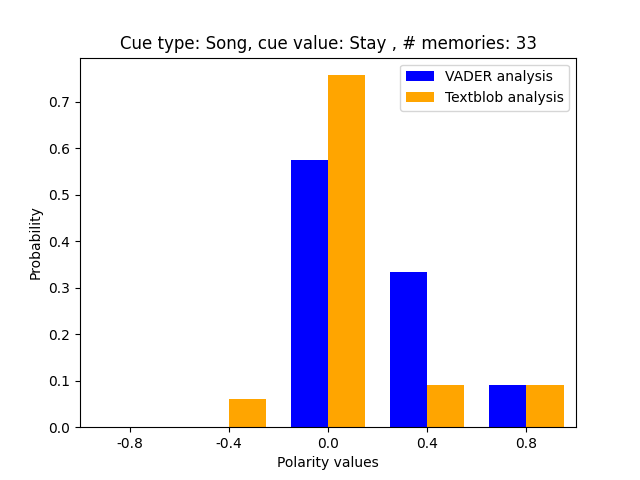 Cue type: Song, cue value: Stay , # memories: 33
VADER analysis
Textblob analysis
Probability
0.7
0.6
0.5
0.4
0.3
0.2
0.1
0.0
-0.8
-0.4
0.0
0.4
0.8
Polarity values